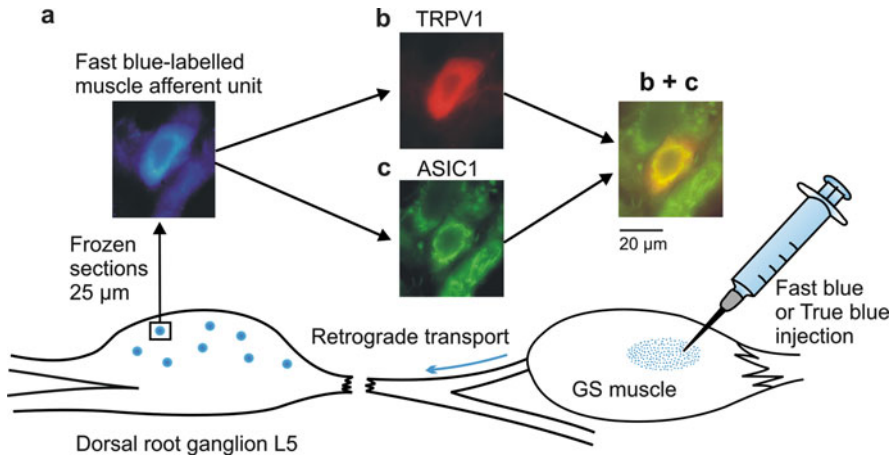 a
Fast blue-labelled
muscle afferent unit
b
TRPV1
c
ASIC1
b + c
20 µm
Frozen
sections
25 µm
Fast blue
or True blue
injection
Retrograde transport
GS muscle
Dorsal root ganglion L5